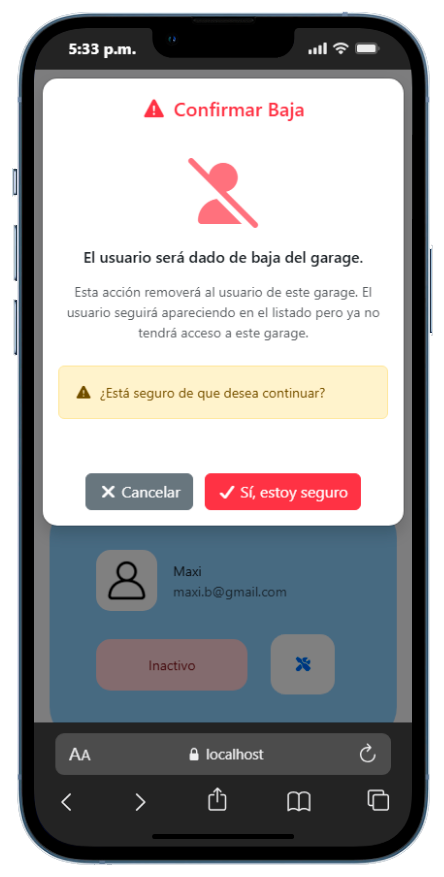 5:33 p.m.
Confirmar Baja
El usuario será dado de baja del garage.
Esta acción removerá al usuario de este garage. El
usuario seguirá apareciendo en el listado pero ya no
tendrá acceso a este garage.
¿Está seguro de que desea continuar?
Cancelar
Sí, estoy seguro
Maxi
maxi.b@gmail.com
Inactivo
AA
localhost